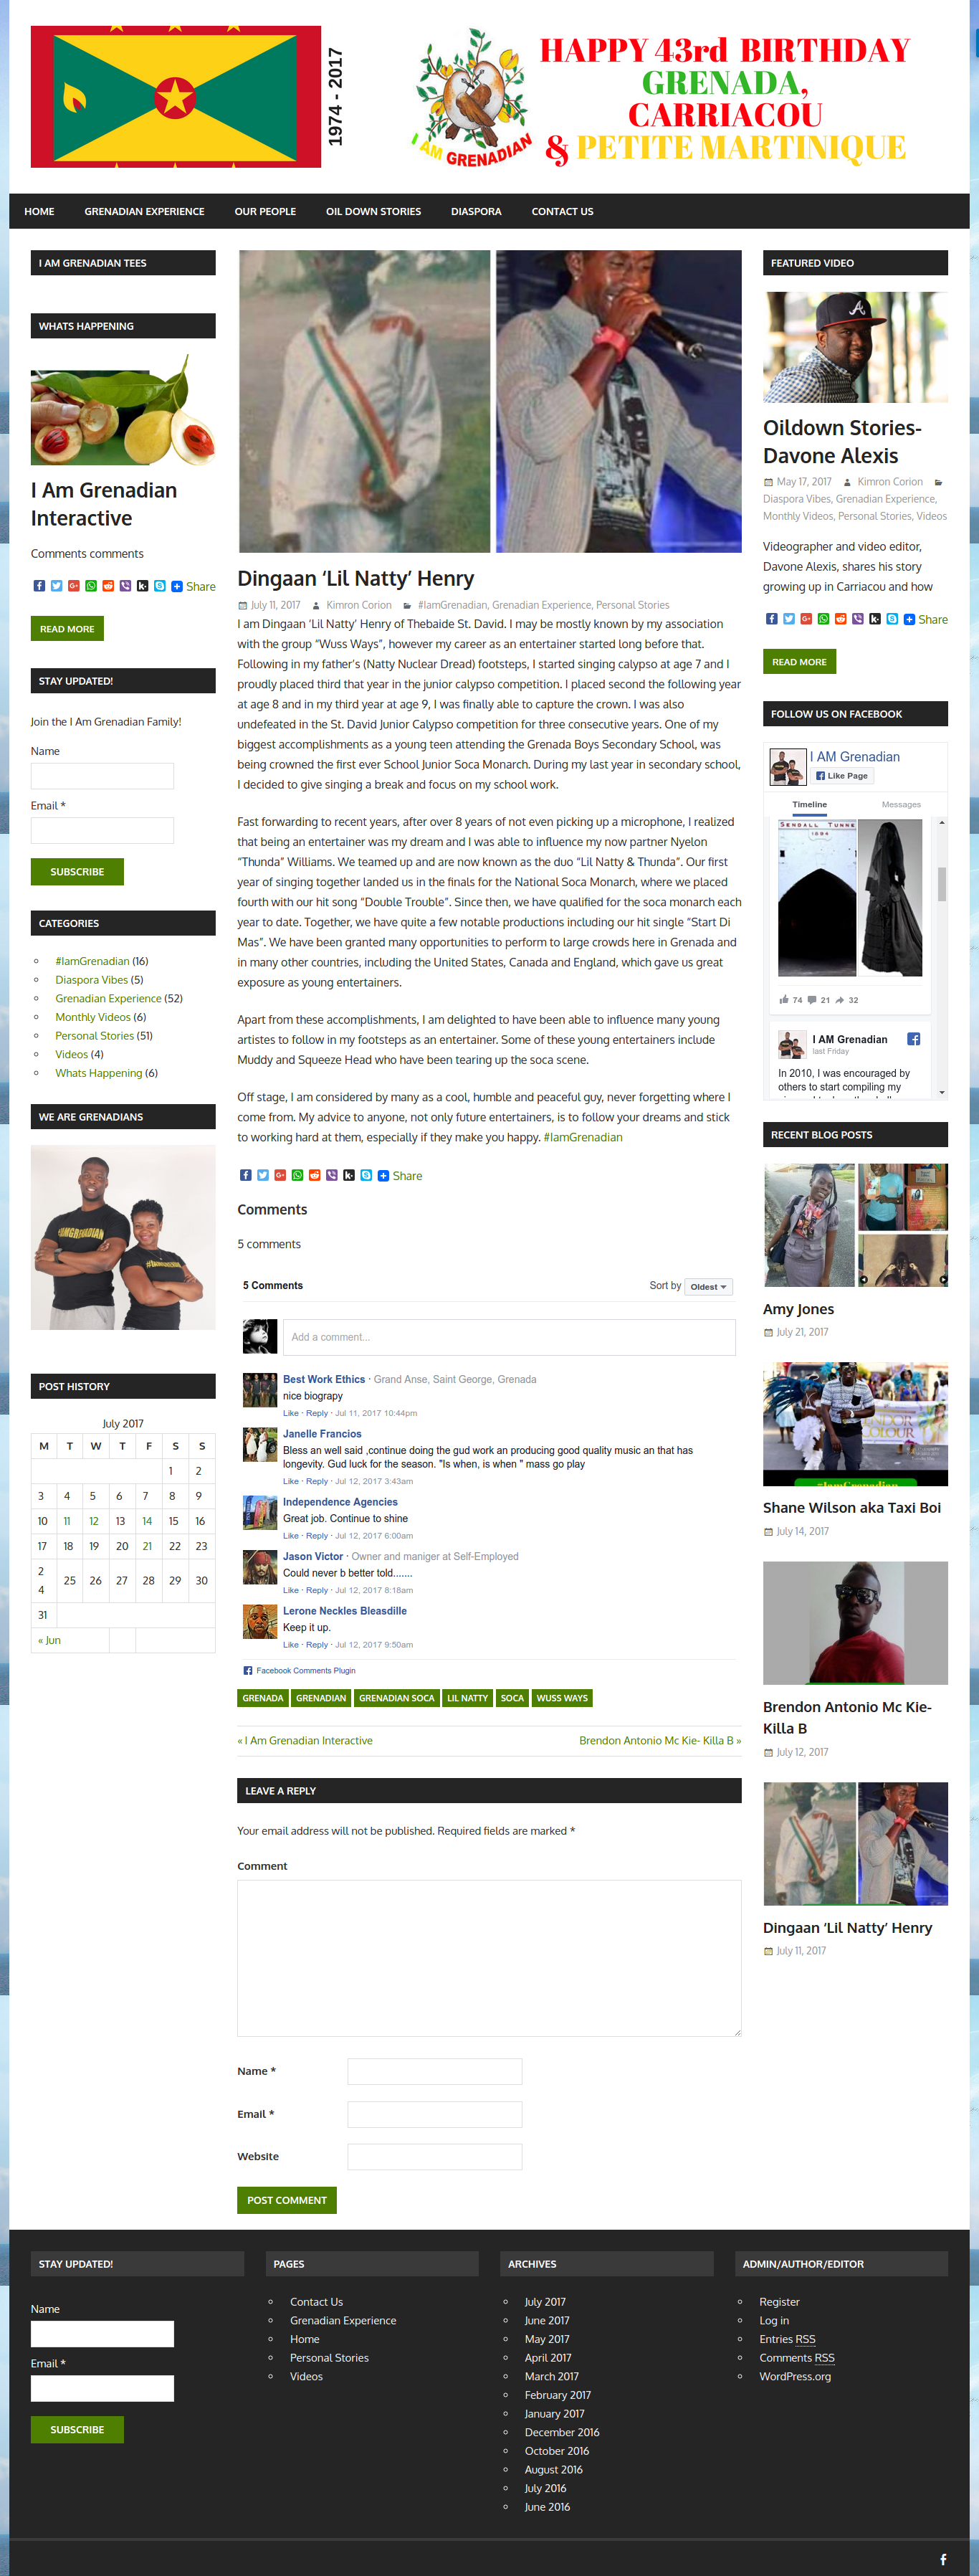 1974 - 2017
I AM GRENADIAN
HAPPY 43rd BIRTHDAY
GRENADA,
CARRIACOU
& PETITE MARTINIQUE
HOME GRENADIAN EXPERIENCE OUR PEOPLE OIL DOWN STORIES DIASPORA CONTACT US
I AM GRENADIAN TEES
WHATS HAPPENING
I Am Grenadian
Interactive
Comments comments
Share
READ MORE
STAY UPDATED!
Join the I Am Grenadian Family!
Name
Email *
SUBSCRIBE
CATEGORIES
#IamGrenadian (16)
Diaspora Vibes (5)
Grenadian Experience (52)
Monthly Videos (6)
Personal Stories (51)
Videos (4)
Whats Happening (6)
WE ARE GRENADIANS
#IAMGRENADIAN
POST HISTORY
July 2017
M T W T F S S
1 2
3 4 5 6 7 8 9
10 11 12 13 14 15 16
17 18 19 20 21 22 23
24 25 26 27 28 29 30
31
« Jun
Dingaan ‘Lil Natty’ Henry
July 11, 2017 Kimron Corion #IamGrenadian, Grenadian Experience, Personal Stories
I am Dingaan ‘Lil Natty’ Henry of Thebaide St. David. I may be mostly known by my association
with the group “Wuss Ways”, however my career as an entertainer started long before that.
Following in my father’s (Natty Nuclear Dread) footsteps, I started singing calypso at age 7 and I
proudly placed third that year in the junior calypso competition. I placed second the following year
at age 8 and in my third year at age 9, I was finally able to capture the crown. I was also
undefeated in the St. David Junior Calypso competition for three consecutive years. One of my
biggest accomplishments as a young teen attending the Grenada Boys Secondary School, was
being crowned the first ever School Junior Soca Monarch. During my last year in secondary school,
I decided to give singing a break and focus on my school work.
Fast forwarding to recent years, after over 8 years of not even picking up a microphone, I realized
that being an entertainer was my dream and I was able to influence my now partner Nyelon
“Thunda” Williams. We teamed up and are now known as the duo “Lil Natty & Thunda”. Our first
year of singing together landed us in the finals for the National Soca Monarch, where we placed
fourth with our hit song “Double Trouble”. Since then, we have qualified for the soca monarch each
year to date. Together, we have quite a few notable productions including our hit single “Start Di
Mas”. We have been granted many opportunities to perform to large crowds here in Grenada and
in many other countries, including the United States, Canada and England, which gave us great
exposure as young enterainers.
Apart from these accomplishments, I am delighted to have been able to influence many young
artistes to follow in my footsteps as an entertainer. Some of these young entertainers include
Muddy and Squeeze Head who have been tearing up the soca scene.
Off stage, I am considered by many as a cool, humble and peaceful guy, never forgetting where I
come from. My advice to anyone, not only future entertainers, is to follow your dreams and stick
to working hard at them, especially if they make you happy. #IamGrenadian
Share
Comments
5 comments
5 Comments Sort by Oldest
Add a comment...
Best Work Ethics · Grand Anse, Saint George, Grenada
nice biograpy
Like · Reply · Jul 11, 2017 10:44pm
Janelle Francios
Bless an well said ,continue doing the gud work an producing good quality music an that has
longevity. Gud luck for the season. "Is when, is when " mass go play
Like · Reply · Jul 12, 2017 3:43am
Independence Agencies
Great job. Continue to shine
Like · Reply · Jul 12, 2017 6:00am
Jason Victor · Owner and maniger at Self-Employed
Could never b better told.......
Like · Reply · Jul 12, 2017 8:18am
Lerone Neckles Bleasdille
Keep it up.
Like · Reply · Jul 12, 2017 9:50am
Facebook Comments Plugin
GRENADA GRENADIAN GRENADIAN SOCA LIL NATTY SOCA WUSS WAYS
« I Am Grenadian Interactive Brendon Antonio Mc Kie- Killa B »
LEAVE A REPLY
Your email address will not be published. Required fields are marked *
Comment
Name *
Email *
Website
POST COMMENT
FEATURED VIDEO
Oildown Stories-
Davone Alexis
May 17, 2017 Kimron Corion
Diaspora Vibes, Grenadian Experience,
Monthly Videos, Personal Stories, Videos
Videographer and video editor,
Davone Alexis, shares his story
growing up in Carriacou and how
Share
READ MORE
FOLLOW US ON FACEBOOK
I AM Grenadian
Like Page
Timeline Messages
SENDALL TUNNE
1894
74 21 32
I AM Grenadian
last Friday
In 2010, I was encouraged by
others to start compiling my
RECENT BLOG POSTS
Amy Jones
July 21, 2017
#IamGrenadian
Shane Wilson aka Taxi Boi
July 14, 2017
Brendon Antonio Mc Kie-
Killa B
July 12, 2017
Dingaan ‘Lil Natty’ Henry
July 11, 2017
STAY UPDATED!
Name
Email *
SUBSCRIBE
PAGES
Contact Us
Grenadian Experience
Home
Personal Stories
Videos
ARCHIVES
July 2017
June 2017
May 2017
April 2017
March 2017
February 2017
January 2017
December 2016
October 2016
August 2016
July 2016
June 2016
ADMIN/AUTHOR/EDITOR
Register
Log in
Entries RSS
Comments RSS
WordPress.org